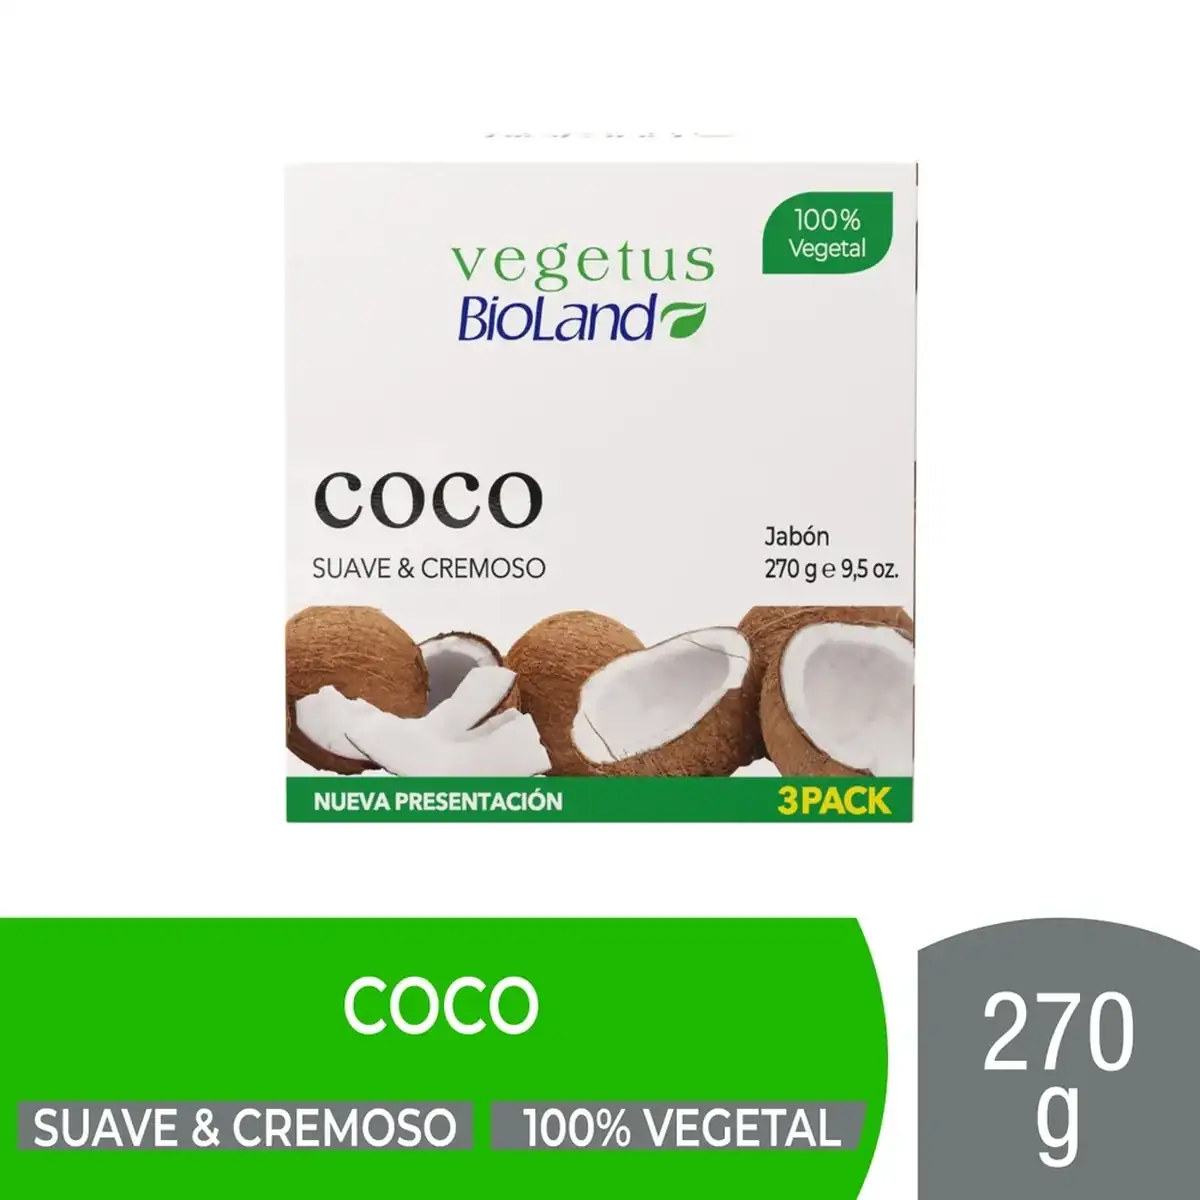 100%
Vegetal
vegetus
BioLand
COCO
SUAVE & CREMOSO
Jabón
270 g e 9,5 oz.
NUEVA PRESENTACIÓN
3PACK
COCO
SUAVE & CREMOSO
100% VEGETAL
270
g